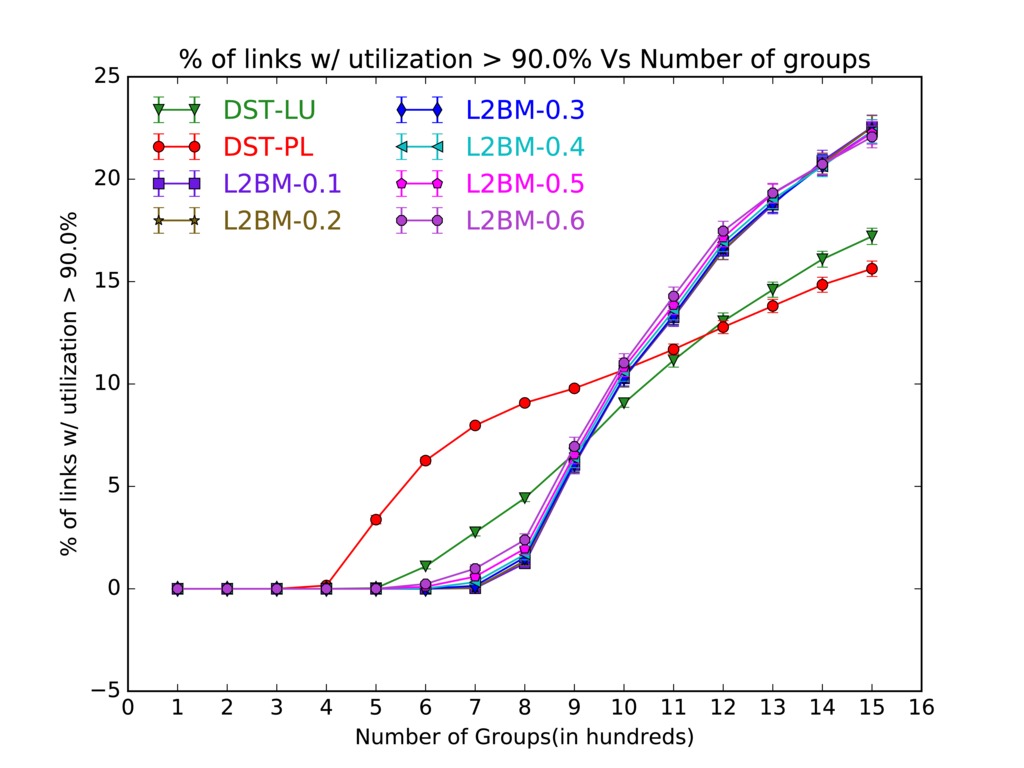 % of links w/ utilization > 90.0% Vs Number of groups
25
20
15
10
5
0
−5
% of links w/ utilization > 90.0%
DST-LU
DST-PL
L2BM-0.1
L2BM-0.2
L2BM-0.3
L2BM-0.4
L2BM-0.5
L2BM-0.6
0 1 2 3 4 5 6 7 8 9 10 11 12 13 14 15 16
Number of Groups(in hundreds)